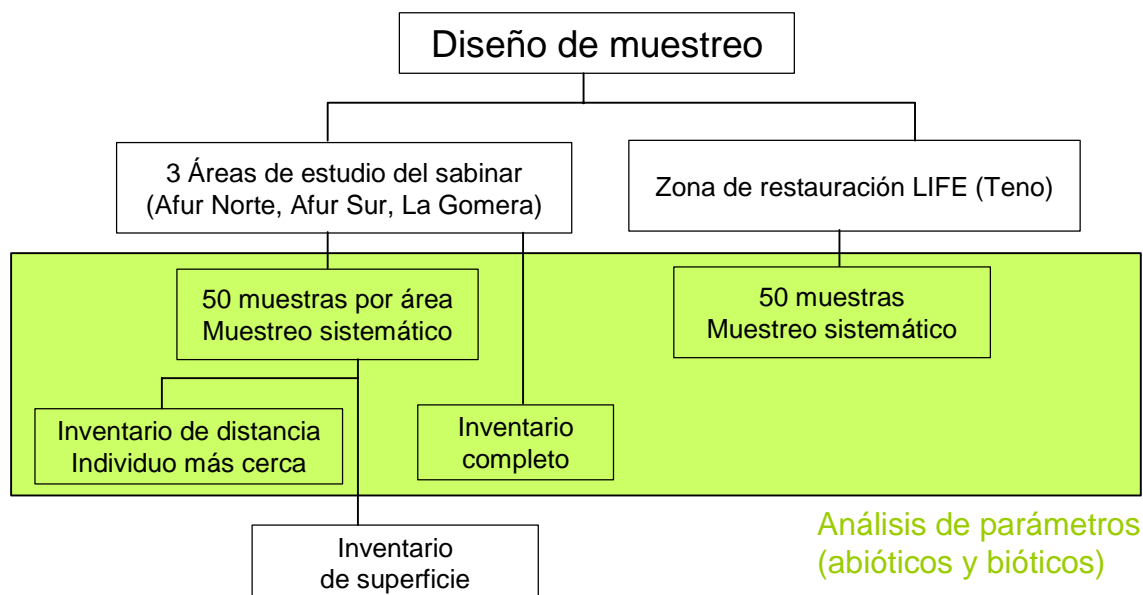 Diseño de muestreo
3 Áreas de estudio del sabinar
(Afur Norte, Afur Sur, La Gomera)
Zona de restauración LIFE (Teno)
50 muestras por área
Muestreo sistemático
50 muestras
Muestreo sistemático
Inventario de distancia
Individuo más cerca
Inventario
completo
Inventario
de superficie
Análisis de parámetros
(abióticos y bióticos)